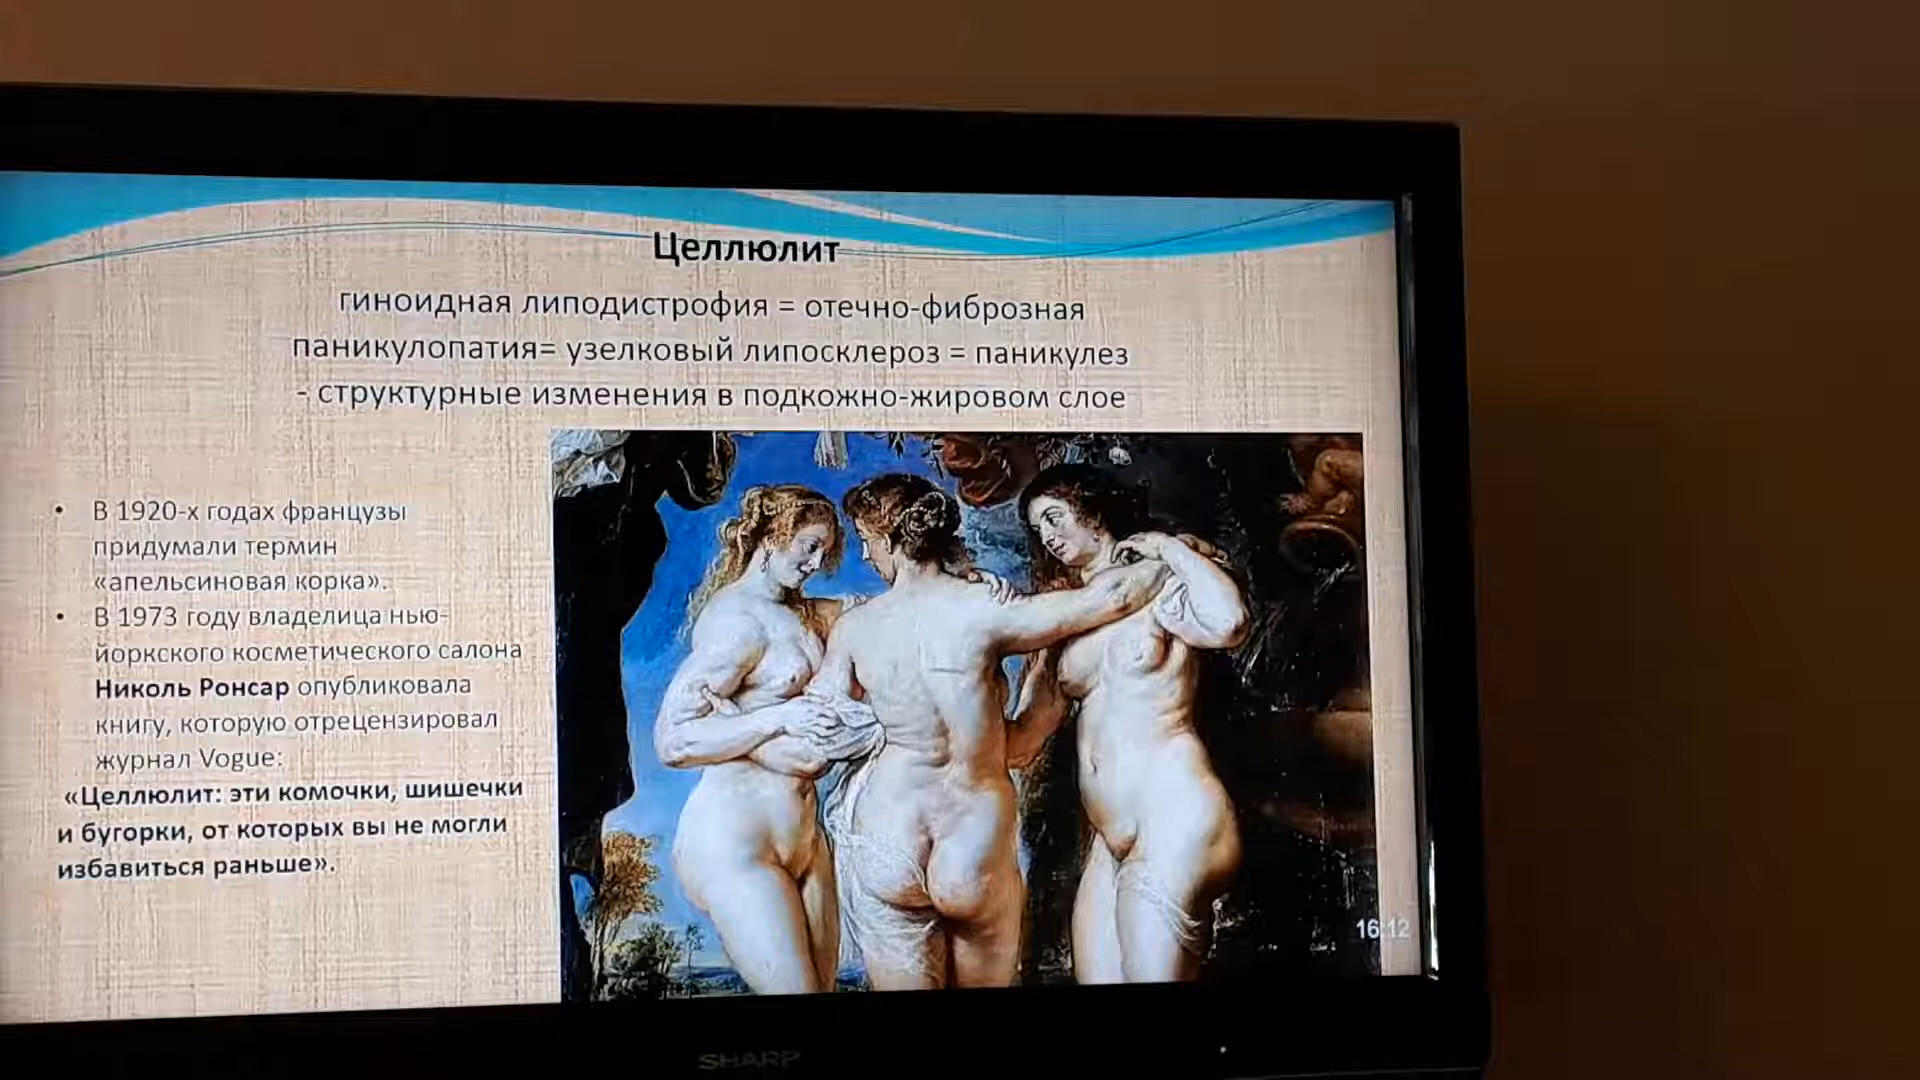 Целлюлит
гиноидная липодистрофия = отечно-фиброзная
паникулопатия= узелковый липосклероз = паникулез
- структурные изменения в подкожно-жировом слое
• В 1920-х годах французы
придумали термин
«апельсиновая корка».
• В 1973 году владелица нью-
йоркского косметического салона
Николь Ронсар опубликовала
книгу, которую отрецензировал
журнал Vogue:
«Целлюлит: эти комочки, шишечки
и бугорки, от которых вы не могли
избавиться раньше».
16:12
SHARP